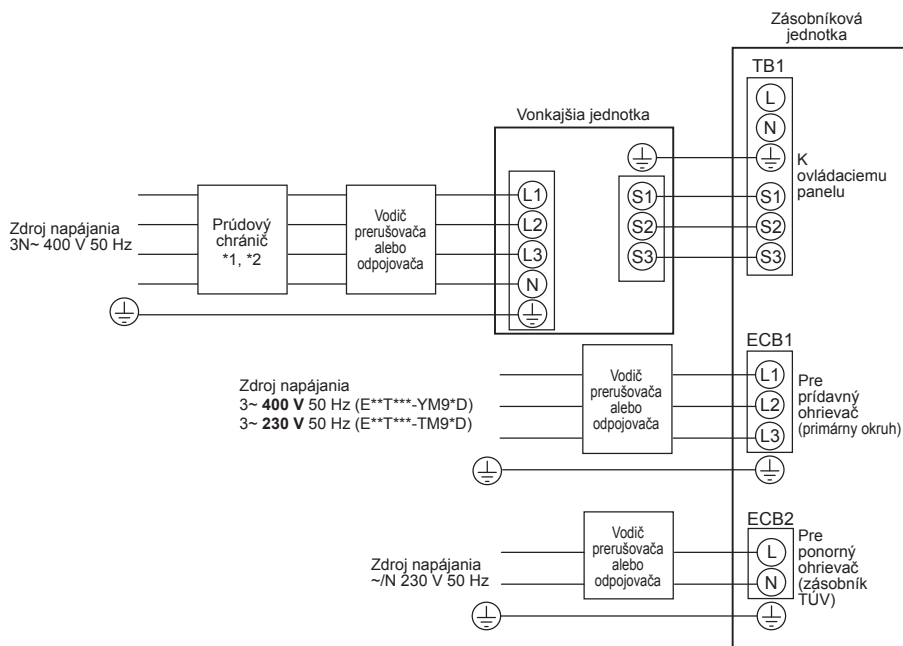 Zásobníková
jednotka
TB1
L
N
K
ovládaciemu
panelu
S1
S2
S3
Vonkajšia jednotka
L1
L2
L3
N
S1
S2
S3
Zdroj napájania
3N~ 400 V 50 Hz
Prúdový
chránič
*1, *2
Vodič
prerušovača
alebo
odpojovača
ECB1
L1
L2
L3
Pre
prídavný
ohrievač
(primárny okruh)
Vodič
prerušovača
alebo
odpojovača
Zdroj napájania
3~ 400 V 50 Hz (E**T***-YM9*D)
3~ 230 V 50 Hz (E**T***-TM9*D)
ECB2
L
N
Pre
ponorný
ohrievač
(zásobník
TÚV)
Vodič
prerušovača
alebo
odpojovača
Zdroj napájania
~/N 230 V 50 Hz